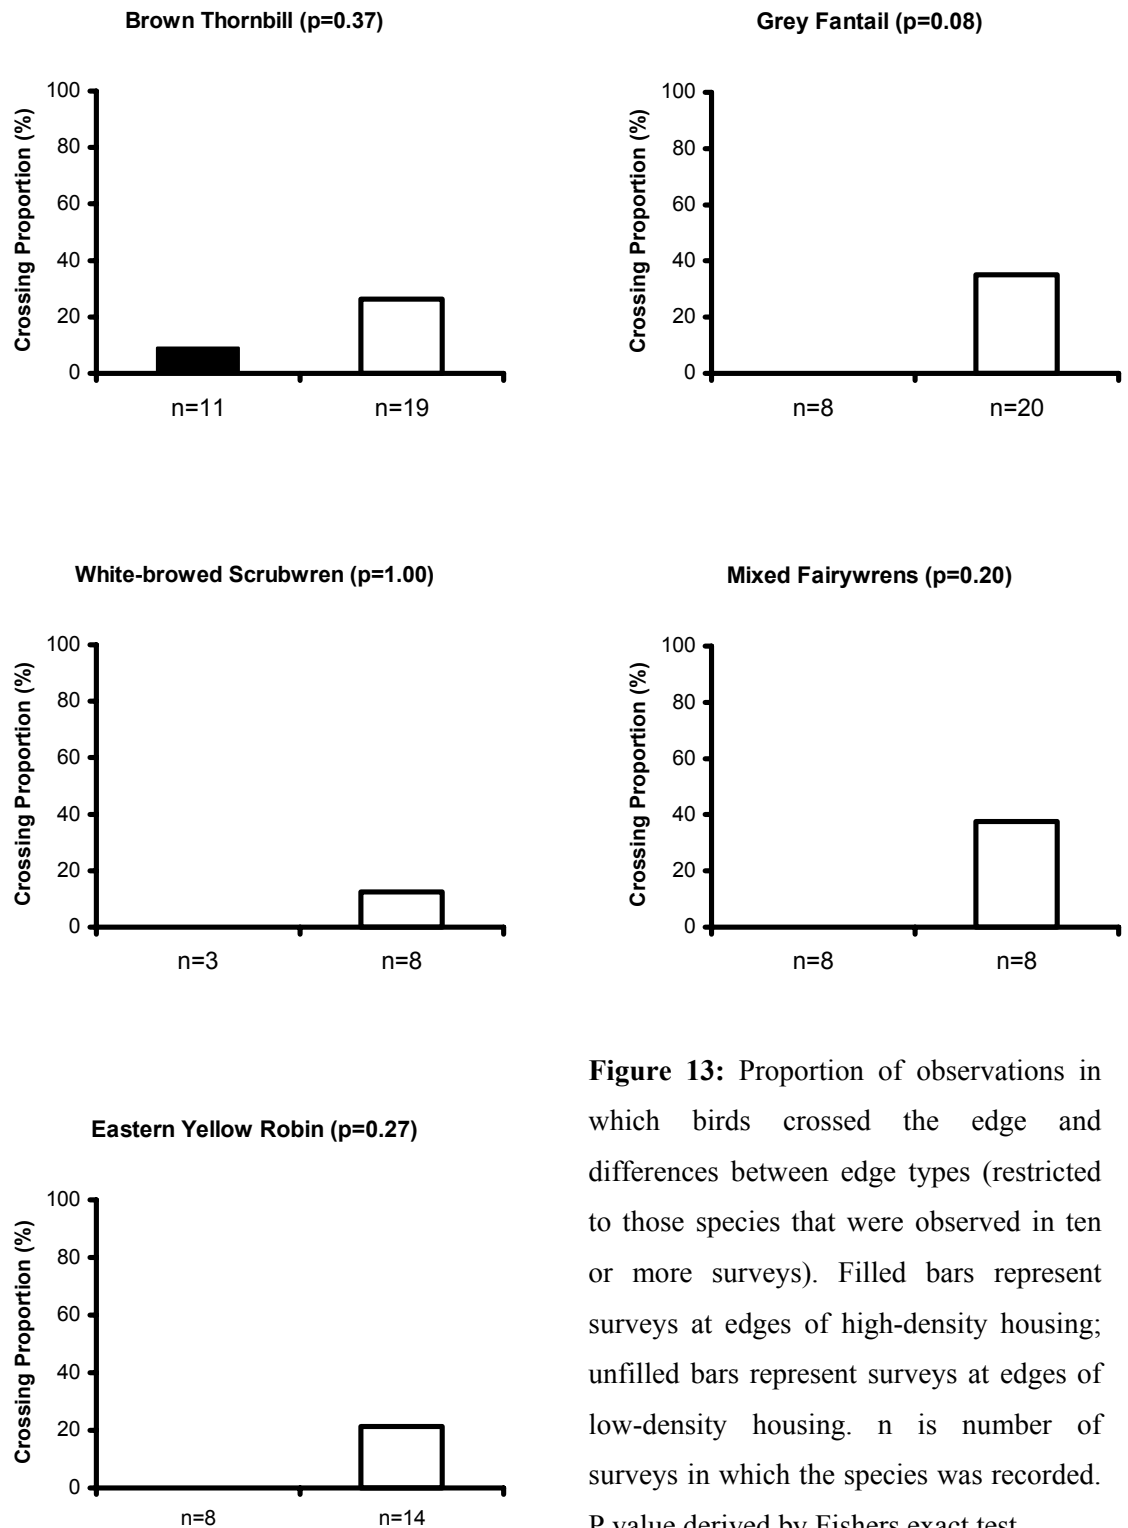 Brown Thornbill (p=0.37)
Crossing Proportion (%)
100
80
60
40
20
0
n=11 n=19
Grey Fantail (p=0.08)
Crossing Proportion (%)
100
80
60
40
20
0
n=8 n=20
White-browed Scrubwren (p=1.00)
Crossing Proportion (%)
100
80
60
40
20
0
n=3 n=8
Mixed Fairywrens (p=0.20)
Crossing Proportion (%)
100
80
60
40
20
0
n=8 n=8
Eastern Yellow Robin (p=0.27)
Crossing Proportion (%)
100
80
60
40
20
0
n=8 n=14
Figure 13: Proportion of observations in
which birds crossed the edge and
differences between edge types (restricted
to those species that were observed in ten
or more surveys). Filled bars represent
surveys at edges of high-density housing;
unfilled bars represent surveys at edges of
low-density housing. n is number of
surveys in which the species was recorded.
P value derived by Fishers exact test